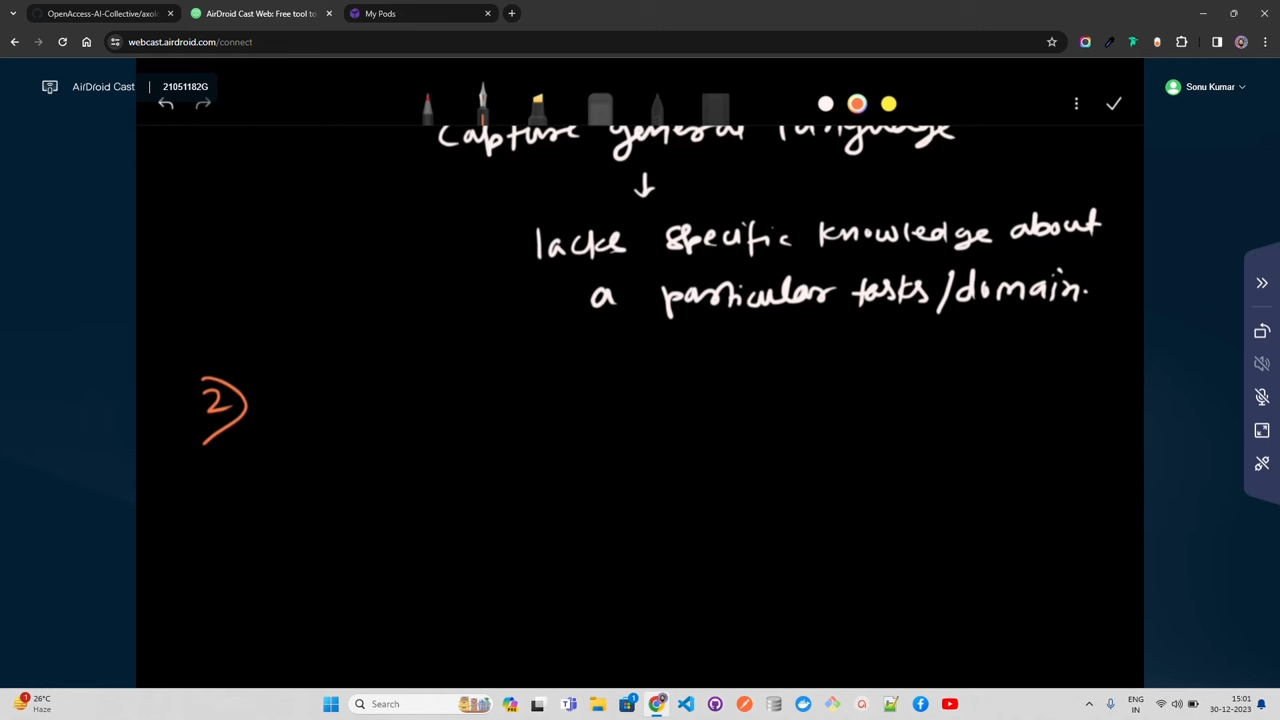 OpenAccess-AI-Collective/axolo
AirDroid Cast Web: Free tool to
My Pods
webcast.airdroid.com/connect
AirDroid Cast
21051182G
Sonu Kumar
Capture general language
↓
lacks specific knowledge about
a particular tasks/domain.
2)
26°C
Haze
Search
ENG
IN
15:01
30-12-2023